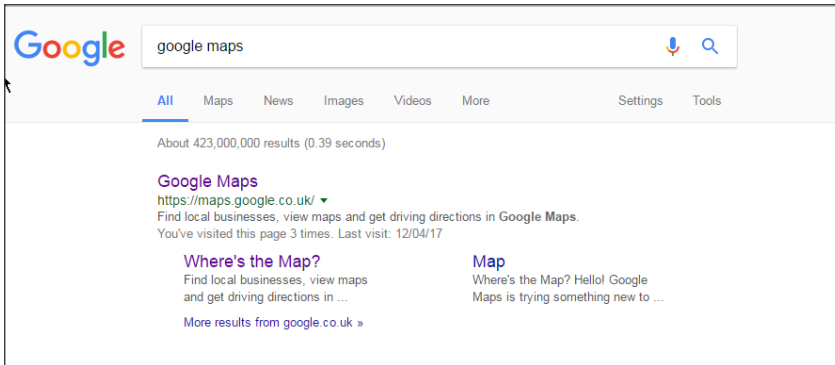 Google
google maps
All Maps News Images Videos More Settings Tools
About 423,000,000 results (0.39 seconds)
Google Maps
https://maps.google.co.uk/
Find local businesses, view maps and get driving directions in Google Maps.
You've visited this page 3 times. Last visit: 12/04/17
Where's the Map?
Find local businesses, view maps
and get driving directions in ...
More results from google.co.uk »
Map
Where's the Map? Hello! Google
Maps is trying something new to ...